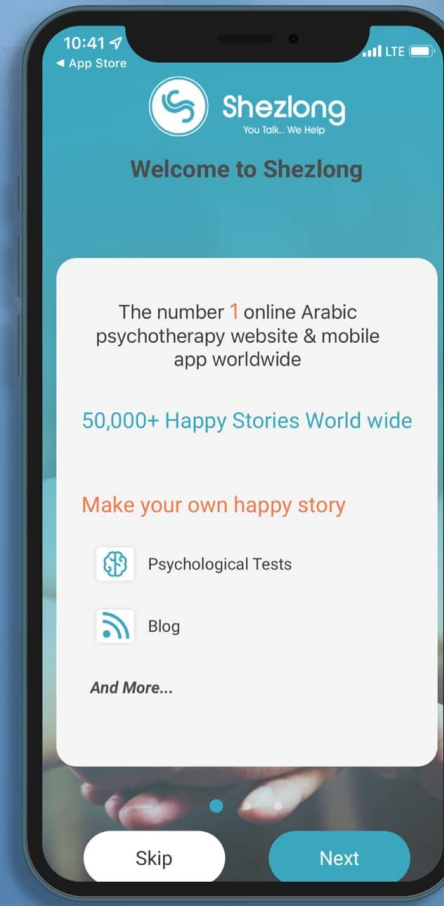 10:41
◀ App Store
LTE
Shezlong
You Talk.. We Help
Welcome to Shezlong
The number 1 online Arabic
psychotherapy website & mobile
app worldwide
50,000+ Happy Stories World wide
Make your own happy story
Psychological Tests
Blog
And More...
Skip
Next